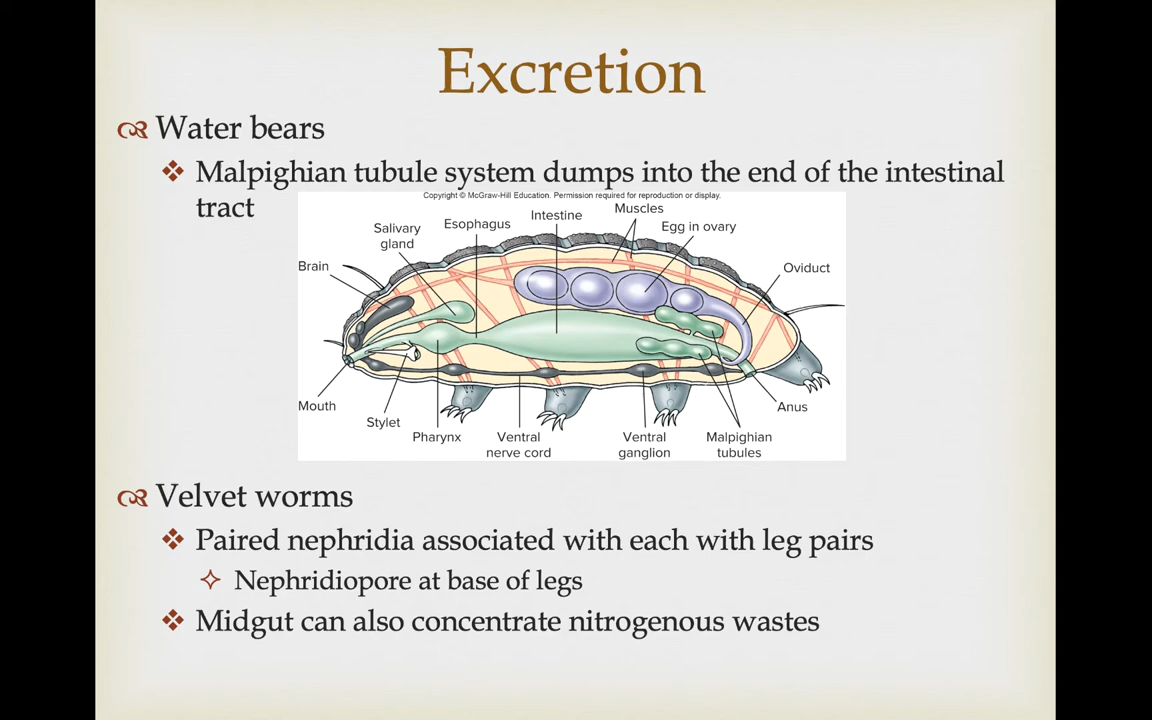 Excretion
Water bears
Malpighian tubule system dumps into the end of the intestinal
tract
Copyright © McGraw-Hill Education. Permission required for reproduction or display.
Salivary
gland
Esophagus
Intestine
Muscles
Egg in ovary
Brain
Oviduct
Mouth
Stylet
Pharynx
Ventral
nerve cord
Ventral
ganglion
Malpighian
tubules
Anus
Velvet worms
Paired nephridia associated with each with leg pairs
Nephridiopore at base of legs
Midgut can also concentrate nitrogenous wastes